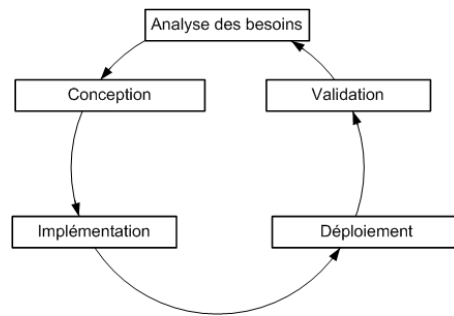 Analyse des besoins
Conception
Validation
Implémentation
Déploiement